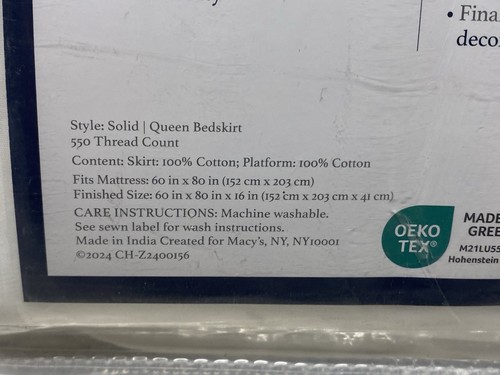 • Fina
deco
Style: Solid | Queen Bedskirt
550 Thread Count
Content: Skirt: 100% Cotton; Platform: 100% Cotton
Fits Mattress: 60 in x 80 in (152 cm x 203 cm)
Finished Size: 60 in x 80 in x 16 in (152 cm x 203 cm x 41 cm)
CARE INSTRUCTIONS: Machine washable.
See sewn label for wash instructions.
Made in India Created for Macy's, NY, NY10001
©2024 CH-Z2400156
OEKO
TEX®
MADE
GREE
M21LU55
Hohenstein